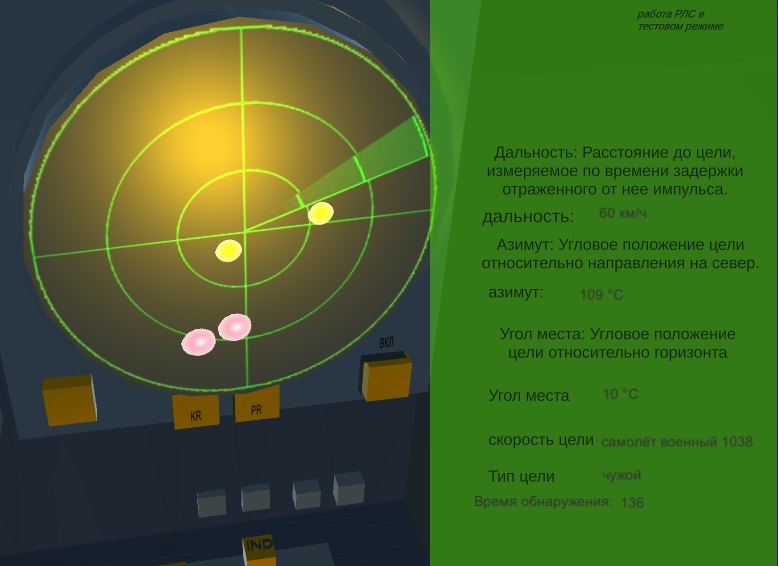 работа РЛС в
тестовом режиме
Дальность: Расстояние до цели,
измеряемое по времени задержки
отраженного от нее импульса.
дальность: 60 км/ч
Азимут: Угловое положение цели
относительно направления на север.
азимут: 109 °C
Угол места: Угловое положение
цели относительно горизонта
Угол места 10 °C
скорость цели самолёт военный 1038
Тип цели чужой
Время обнаружения: 136
ВКЛ
KR
PR
IND